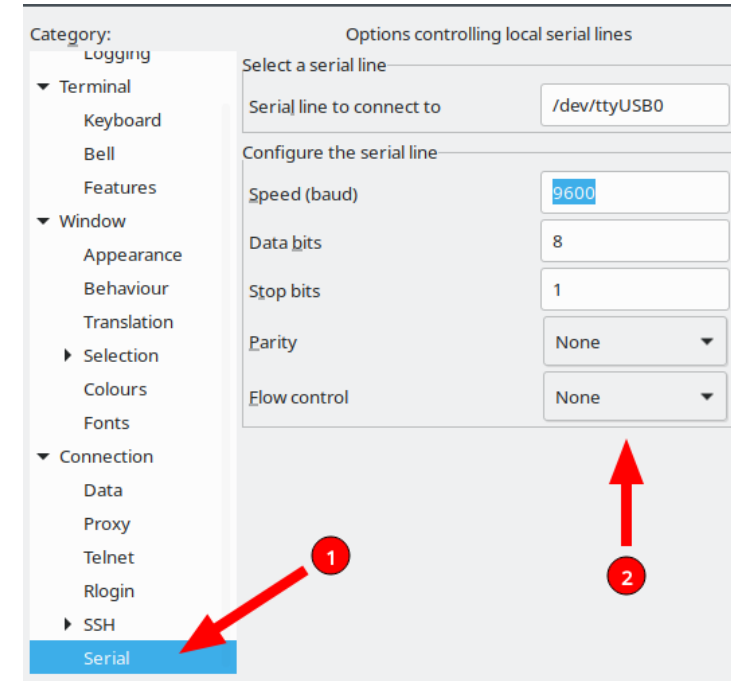 Category:
Options controlling local serial lines
Logging
Terminal
Keyboard
Bell
Features
Window
Appearance
Behaviour
Translation
Selection
Colours
Fonts
Connection
Data
Proxy
Telnet
Rlogin
SSH
Serial
Select a serial line
Serial line to connect to /dev/ttyUSB0
Configure the serial line
Speed (baud) 9600
Data bits 8
Stop bits 1
Parity None
Flow control None
1
2